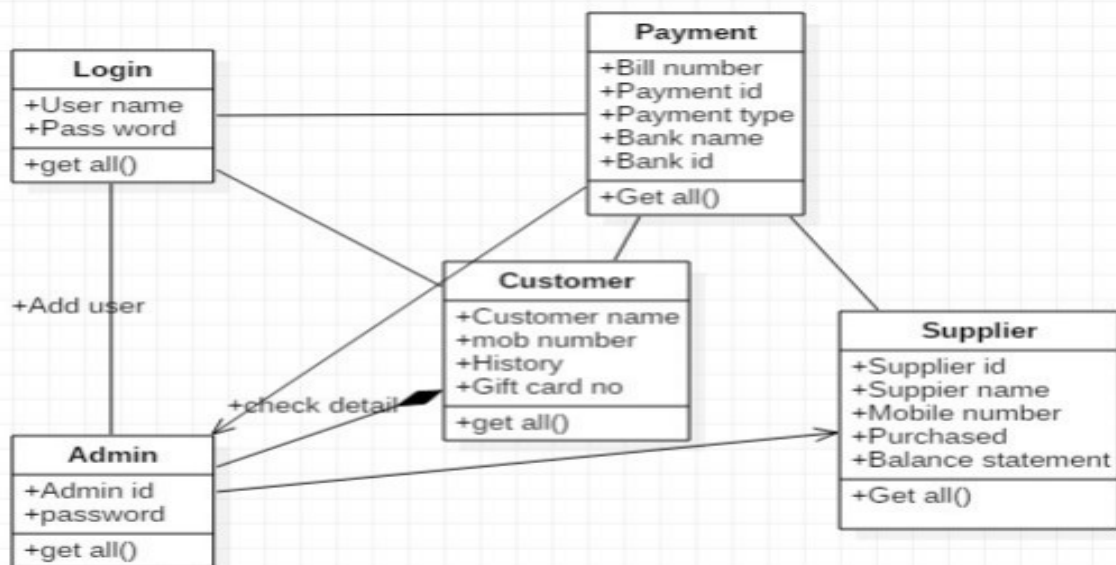 Login
+User name
+Pass word
+get all()
Payment
+Bill number
+Payment id
+Payment type
+Bank name
+Bank id
+Get all()
Customer
+Customer name
+mob number
+History
+Gift card no
+get all()
Supplier
+Supplier id
+Suppier name
+Mobile number
+Purchased
+Balance statement
+Get all()
+Add user
+check detail
Admin
+Admin id
+password
+get all()